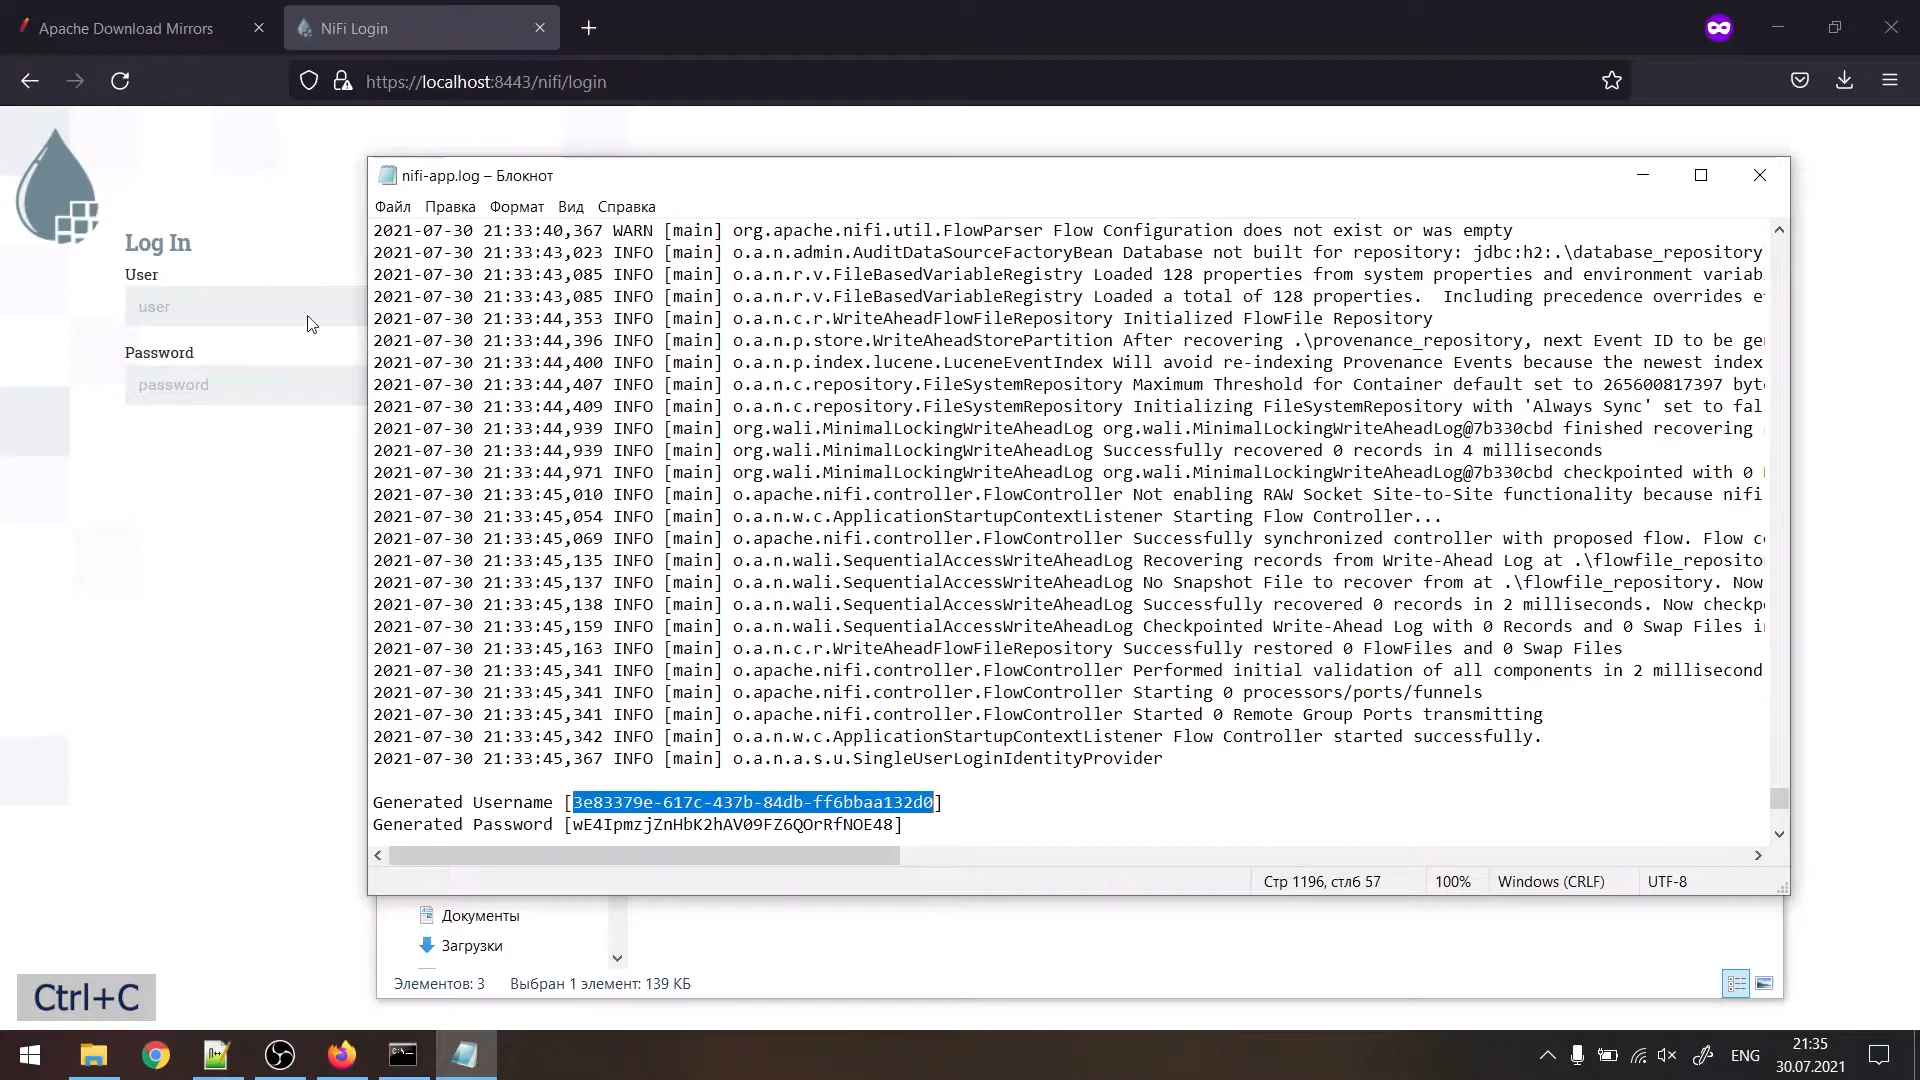 Apache Download Mirrors
NiFi Login
https://localhost:8443/nifi/login
Log In
User
user
Password
password
nifi-app.log – Блокнот
Файл Правка Формат Вид Справка
2021-07-30 21:33:40,367 WARN [main] org.apache.nifi.util.FlowParser Flow Configuration does not exist or was empty
2021-07-30 21:33:43,023 INFO [main] o.a.n.admin.AuditDataSourceFactoryBean Database not built for repository: jdbc:h2:.\database_repository
2021-07-30 21:33:43,085 INFO [main] o.a.n.r.v.FileBasedVariableRegistry Loaded 128 properties from system properties and environment variab
2021-07-30 21:33:43,085 INFO [main] o.a.n.r.v.FileBasedVariableRegistry Loaded a total of 128 properties.  Including precedence overrides e
2021-07-30 21:33:44,353 INFO [main] o.a.n.c.r.WriteAheadFlowFileRepository Initialized FlowFile Repository
2021-07-30 21:33:44,396 INFO [main] o.a.n.p.store.WriteAheadStorePartition After recovering .\provenance_repository, next Event ID to be ge
2021-07-30 21:33:44,400 INFO [main] o.a.n.p.index.lucene.LuceneEventIndex Will avoid re-indexing Provenance Events because the newest index
2021-07-30 21:33:44,407 INFO [main] o.a.n.c.repository.FileSystemRepository Maximum Threshold for Container default set to 265600817397 byt
2021-07-30 21:33:44,409 INFO [main] o.a.n.c.repository.FileSystemRepository Initializing FileSystemRepository with 'Always Sync' set to fal
2021-07-30 21:33:44,939 INFO [main] org.wali.MinimalLockingWriteAheadLog org.wali.MinimalLockingWriteAheadLog@7b330cbd finished recovering
2021-07-30 21:33:44,939 INFO [main] org.wali.MinimalLockingWriteAheadLog Successfully recovered 0 records in 4 milliseconds
2021-07-30 21:33:44,971 INFO [main] org.wali.MinimalLockingWriteAheadLog org.wali.MinimalLockingWriteAheadLog@7b330cbd checkpointed with 0
2021-07-30 21:33:45,010 INFO [main] o.apache.nifi.controller.FlowController Not enabling RAW Socket Site-to-Site functionality because nifi
2021-07-30 21:33:45,054 INFO [main] o.a.n.w.c.ApplicationStartupContextListener Starting Flow Controller...
2021-07-30 21:33:45,069 INFO [main] o.apache.nifi.controller.FlowController Successfully synchronized controller with proposed flow. Flow c
2021-07-30 21:33:45,135 INFO [main] o.a.n.wali.SequentialAccessWriteAheadLog Recovering records from Write-Ahead Log at .\flowfile_reposito
2021-07-30 21:33:45,137 INFO [main] o.a.n.wali.SequentialAccessWriteAheadLog No Snapshot File to recover from at .\flowfile_repository. Now
2021-07-30 21:33:45,138 INFO [main] o.a.n.wali.SequentialAccessWriteAheadLog Successfully recovered 0 records in 2 milliseconds. Now checkp
2021-07-30 21:33:45,159 INFO [main] o.a.n.wali.SequentialAccessWriteAheadLog Checkpointed Write-Ahead Log with 0 Records and 0 Swap Files i
2021-07-30 21:33:45,163 INFO [main] o.a.n.c.r.WriteAheadFlowFileRepository Successfully restored 0 FlowFiles and 0 Swap Files
2021-07-30 21:33:45,341 INFO [main] o.apache.nifi.controller.FlowController Performed initial validation of all components in 2 millisecond
2021-07-30 21:33:45,341 INFO [main] o.apache.nifi.controller.FlowController Starting 0 processors/ports/funnels
2021-07-30 21:33:45,341 INFO [main] o.apache.nifi.controller.FlowController Started 0 Remote Group Ports transmitting
2021-07-30 21:33:45,342 INFO [main] o.a.n.w.c.ApplicationStartupContextListener Flow Controller started successfully.
2021-07-30 21:33:45,367 INFO [main] o.a.n.a.s.u.SingleUserLoginIdentityProvider
Generated Username [3e83379e-617c-437b-84db-ff6bbaa132d0]
Generated Password [wE4IpmzjZnHbK2hAV09FZ6QOrRfNOE48]
Стр 1196, стлб 57
100%
Windows (CRLF)
UTF-8
Документы
Загрузки
Элементов: 3 Выбран 1 элемент: 139 КБ
Ctrl+C
ENG
21:35
30.07.2021